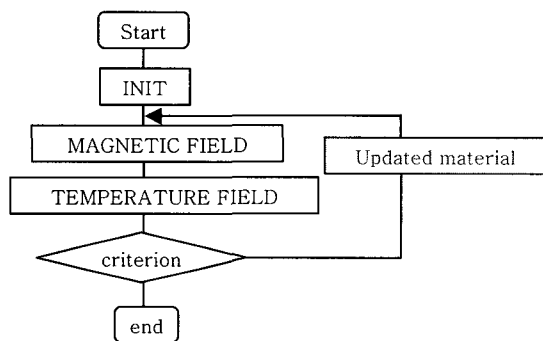 Start
INIT
MAGNETIC FIELD
Updated material
TEMPERATURE FIELD
criterion
end